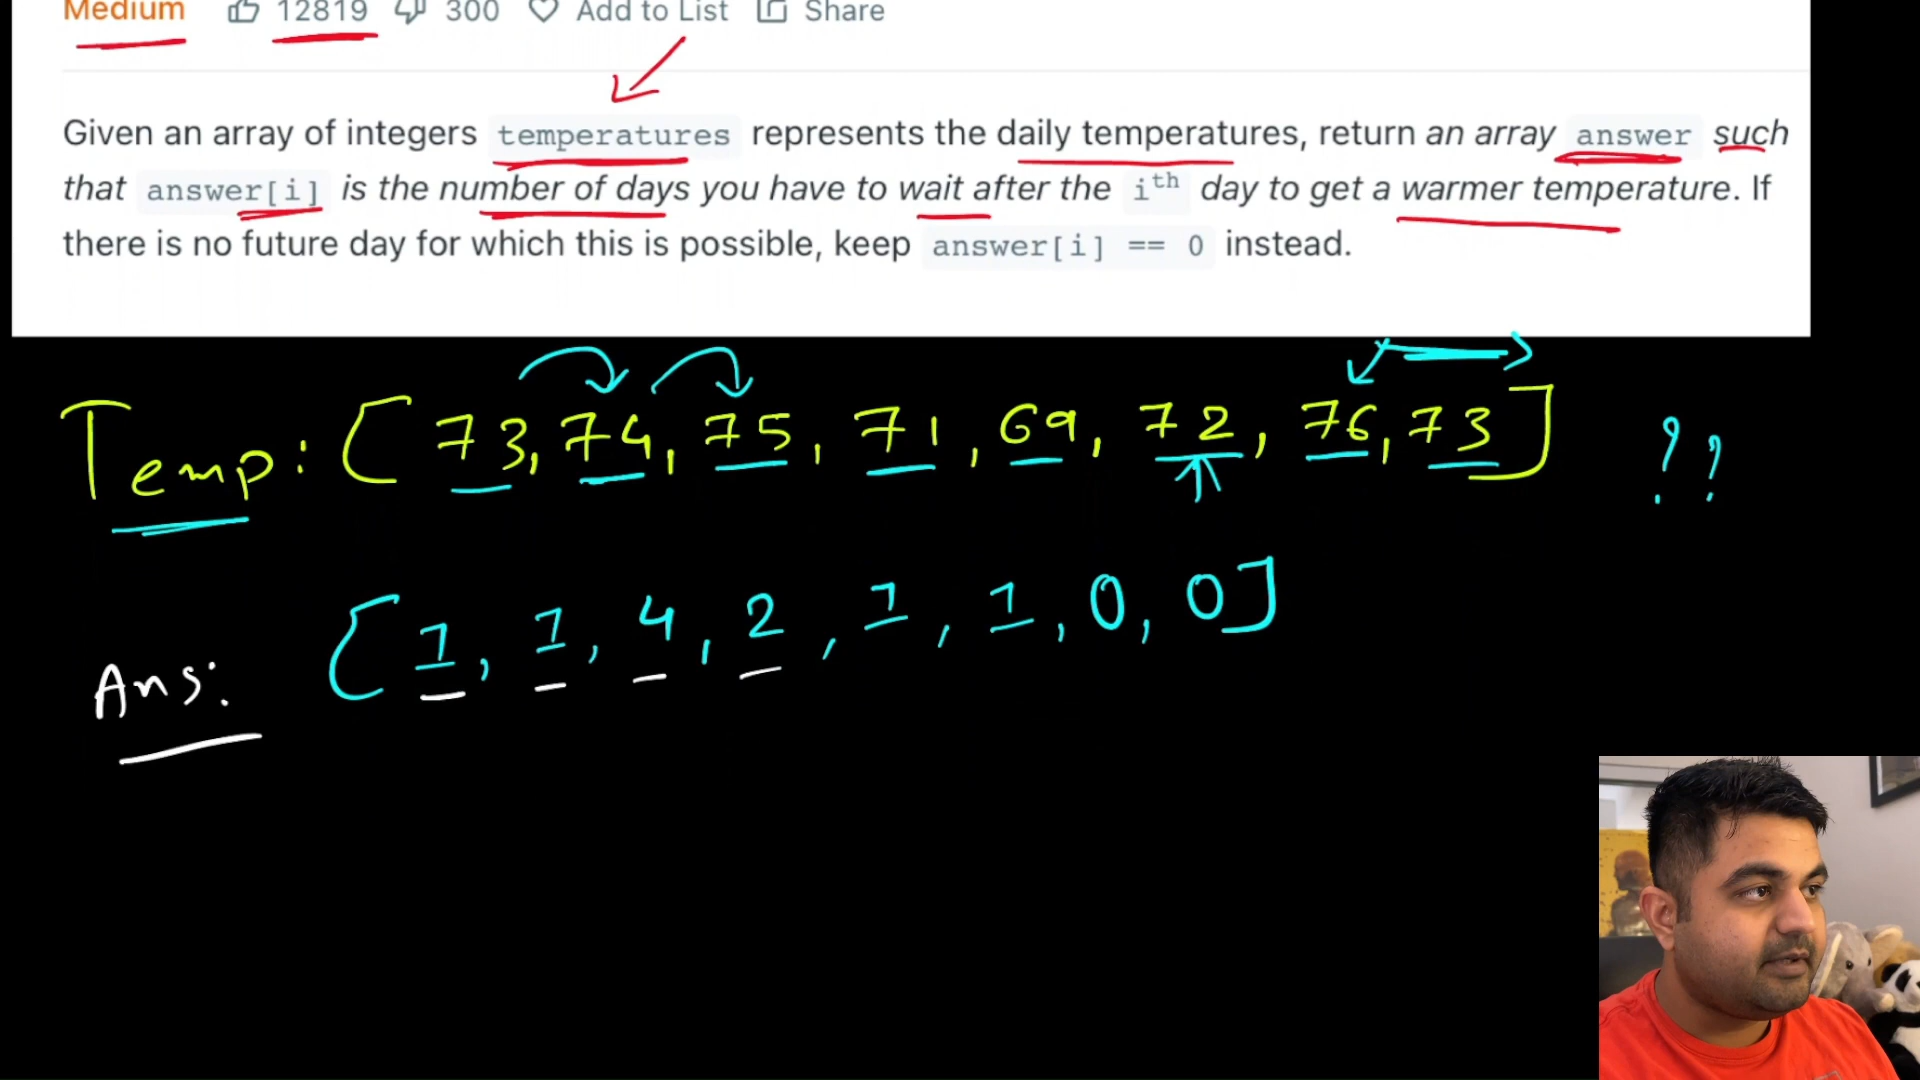 Medium 12819 300 Add to List Share
Given an array of integers temperatures represents the daily temperatures, return an array answer such
that answer[i] is the number of days you have to wait after the ith day to get a warmer temperature. If
there is no future day for which this is possible, keep answer[i] == 0 instead.
Temp: [73, 74, 75, 71, 69, 72, 76, 73] ??
Ans: [1, 1, 4, 2, 1, 1, 0, 0]